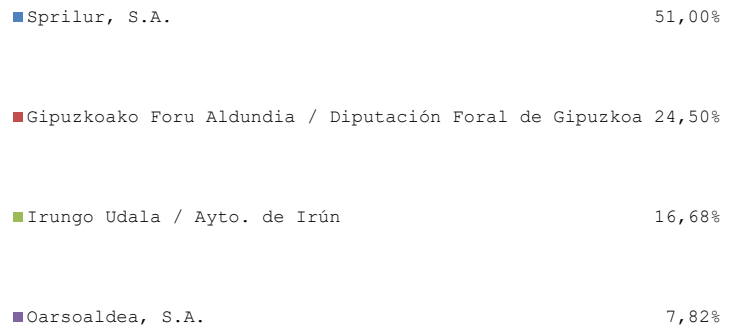 Sprilur, S.A. 51,00%
Gipuzkoako Foru Aldundia / Diputación Foral de Gipuzkoa 24,50%
Irungo Udala / Ayto. de Irún 16,68%
Oarsoaldea, S.A. 7,82%